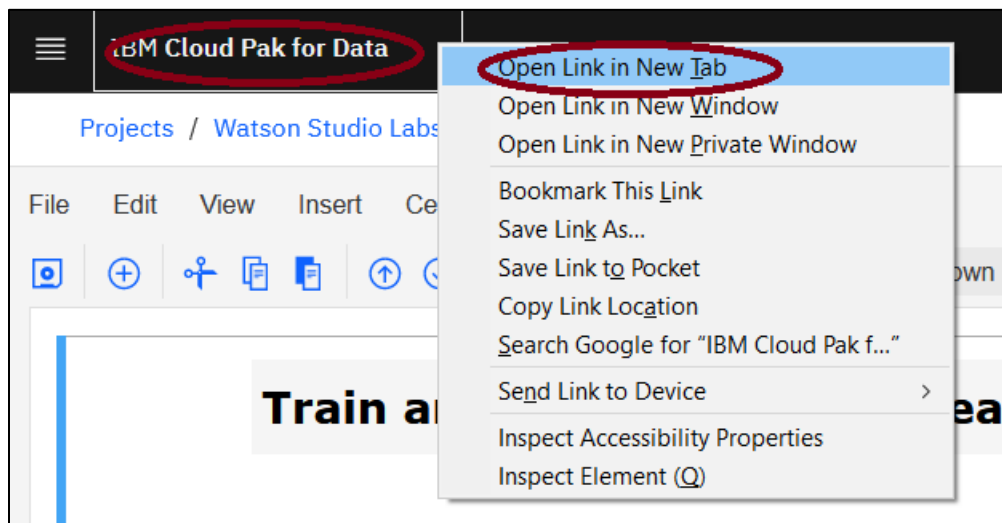 IBM Cloud Pak for Data
Open Link in New Tab
Open Link in New Window
Projects / Watson Studio Labs
Open Link in New Private Window
Bookmark This Link
File Edit View Insert Ce
Save Link As...
Save Link to Pocket
own
Copy Link Location
Search Google for “IBM Cloud Pak f...”
Send Link to Device
Train a
ea
Inspect Accessibility Properties
Inspect Element (Q)